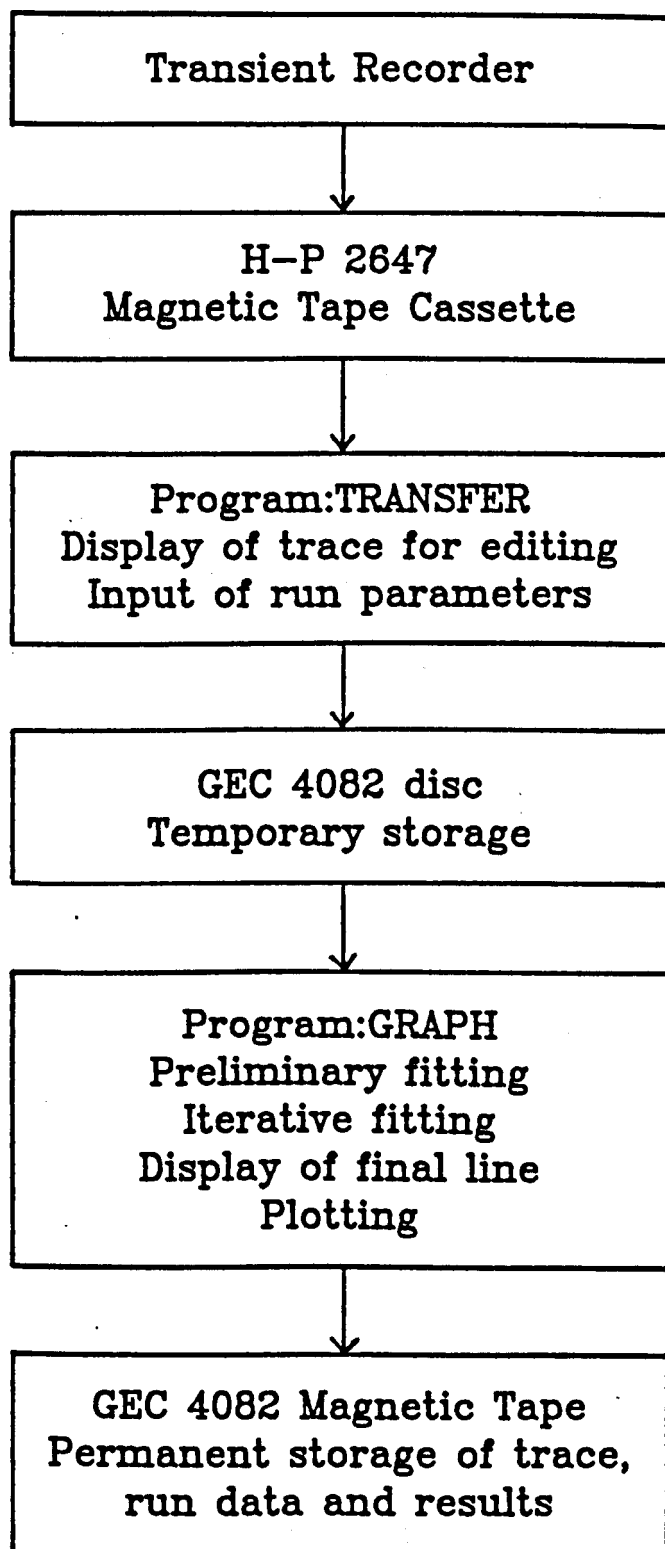 Transient Recorder
H-P 2647
Magnetic Tape Cassette
Program:TRANSFER
Display of trace for editing
Input of run parameters
GEC 4082 disc
Temporary storage
Program:GRAPH
Preliminary fitting
Iterative fitting
Display of final line
Plotting
GEC 4082 Magnetic Tape
Permanent storage of trace,
run data and results